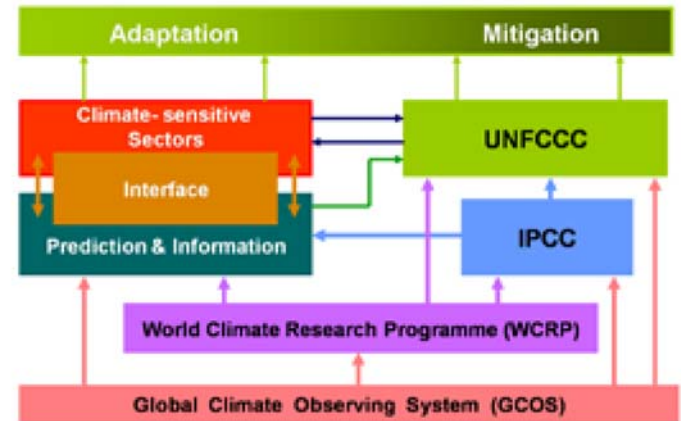 Adaptation Mitigation
Climate- sensitive
Sectors
UNFCCC
Interface
Prediction & Information
IPCC
World Climate Research Programme (WCRP)
Global Climate Observing System (GCOS)